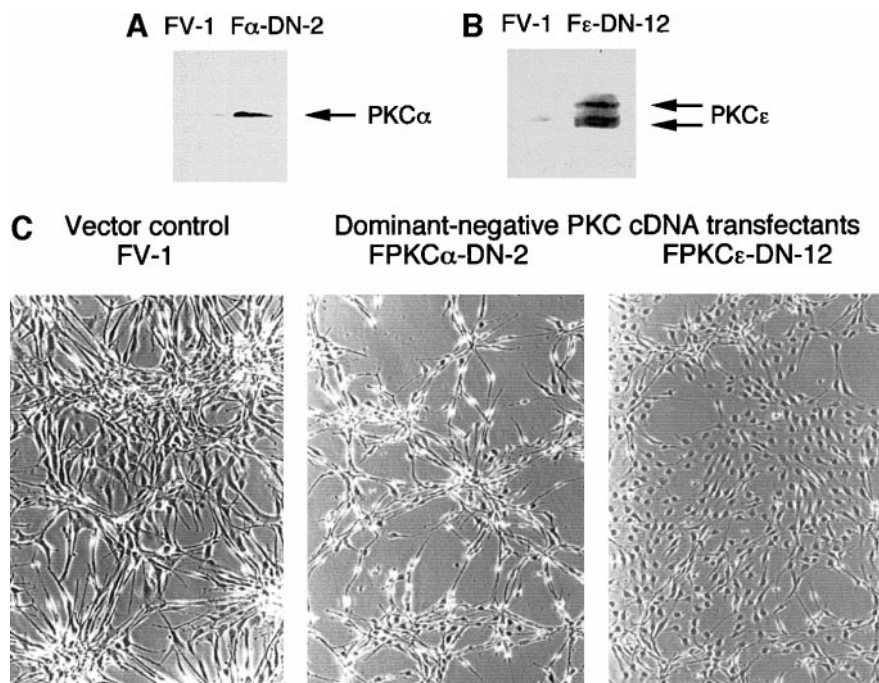 A FV-1 Fα-DN-2
PKCα
B FV-1 Fε-DN-12
PKCε
C Vector control
FV-1
Dominant-negative PKC cDNA transfectants
FPKCα-DN-2 FPKCε-DN-12